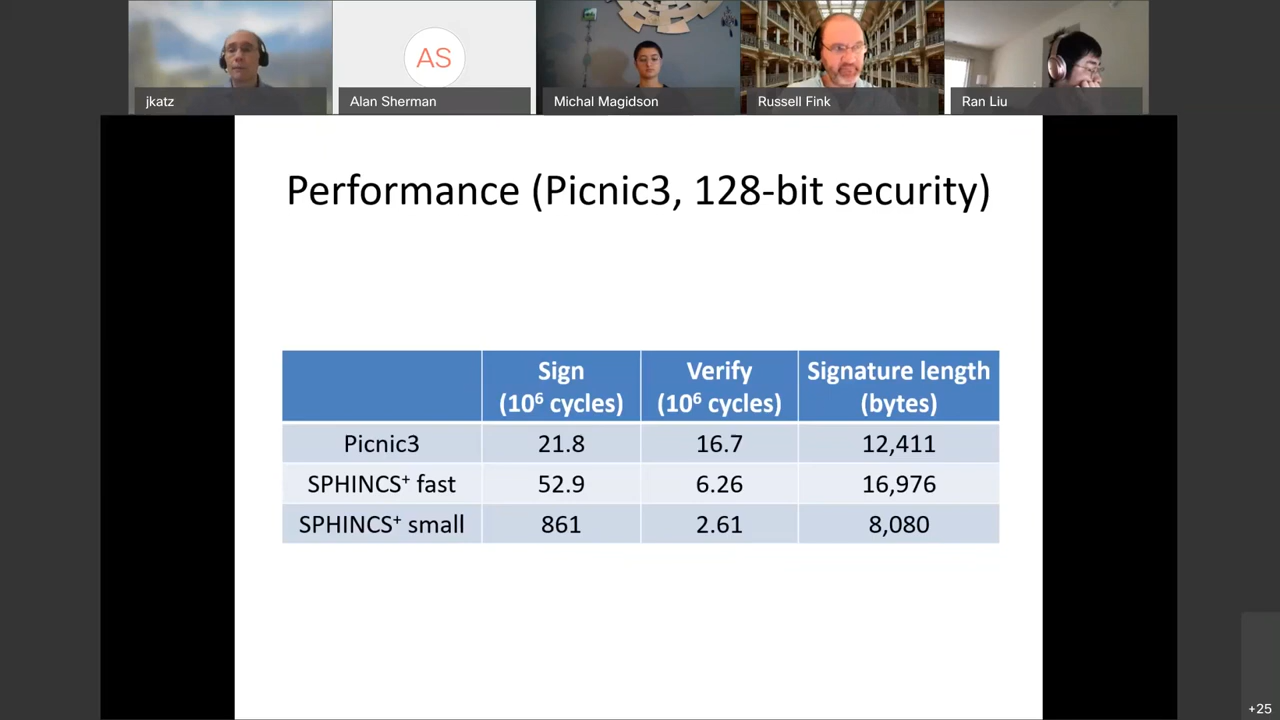 AS
jkatz
Alan Sherman
Michal Magidson
Russell Fink
Ran Liu
Performance (Picnic3, 128-bit security)
Sign (10⁶ cycles)
Verify (10⁶ cycles)
Signature length (bytes)
Picnic3 21.8 16.7 12,411
SPHINCS⁺ fast 52.9 6.26 16,976
SPHINCS⁺ small 861 2.61 8,080
+25